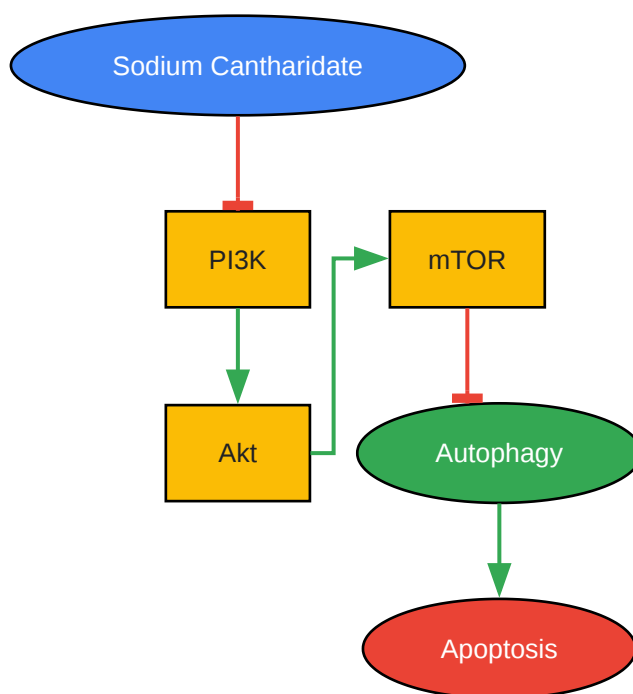 Sodium Cantharidate
PI3K
mTOR
Akt
Autophagy
Apoptosis